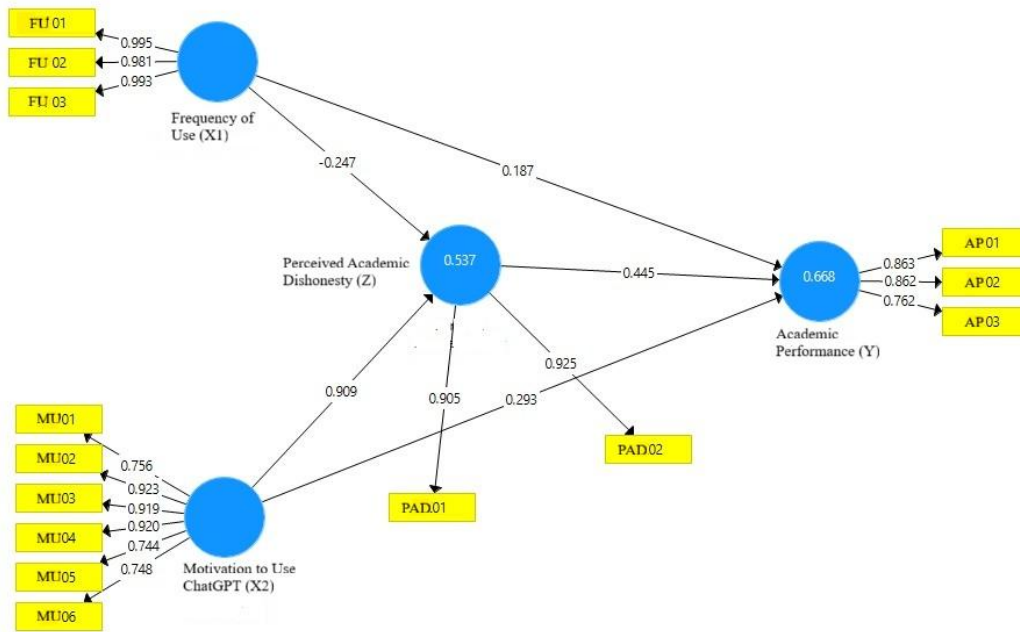 FU 01
FU 02
FU 03
0.995
0.981
0.993
Frequency of
Use (X1)
-0.247
0.187
Perceived Academic
Dishonesty (Z)
0.537
0.445
0.668
AP 01
AP 02
AP 03
0.863
0.862
0.762
Academic
Performance (Y)
0.909
0.905
0.925
0.293
PAD.01
PAD.02
MU01
MU02
MU03
MU04
MU05
MU06
0.756
0.923
0.919
0.920
0.744
0.748
Motivation to Use
ChatGPT (X2)